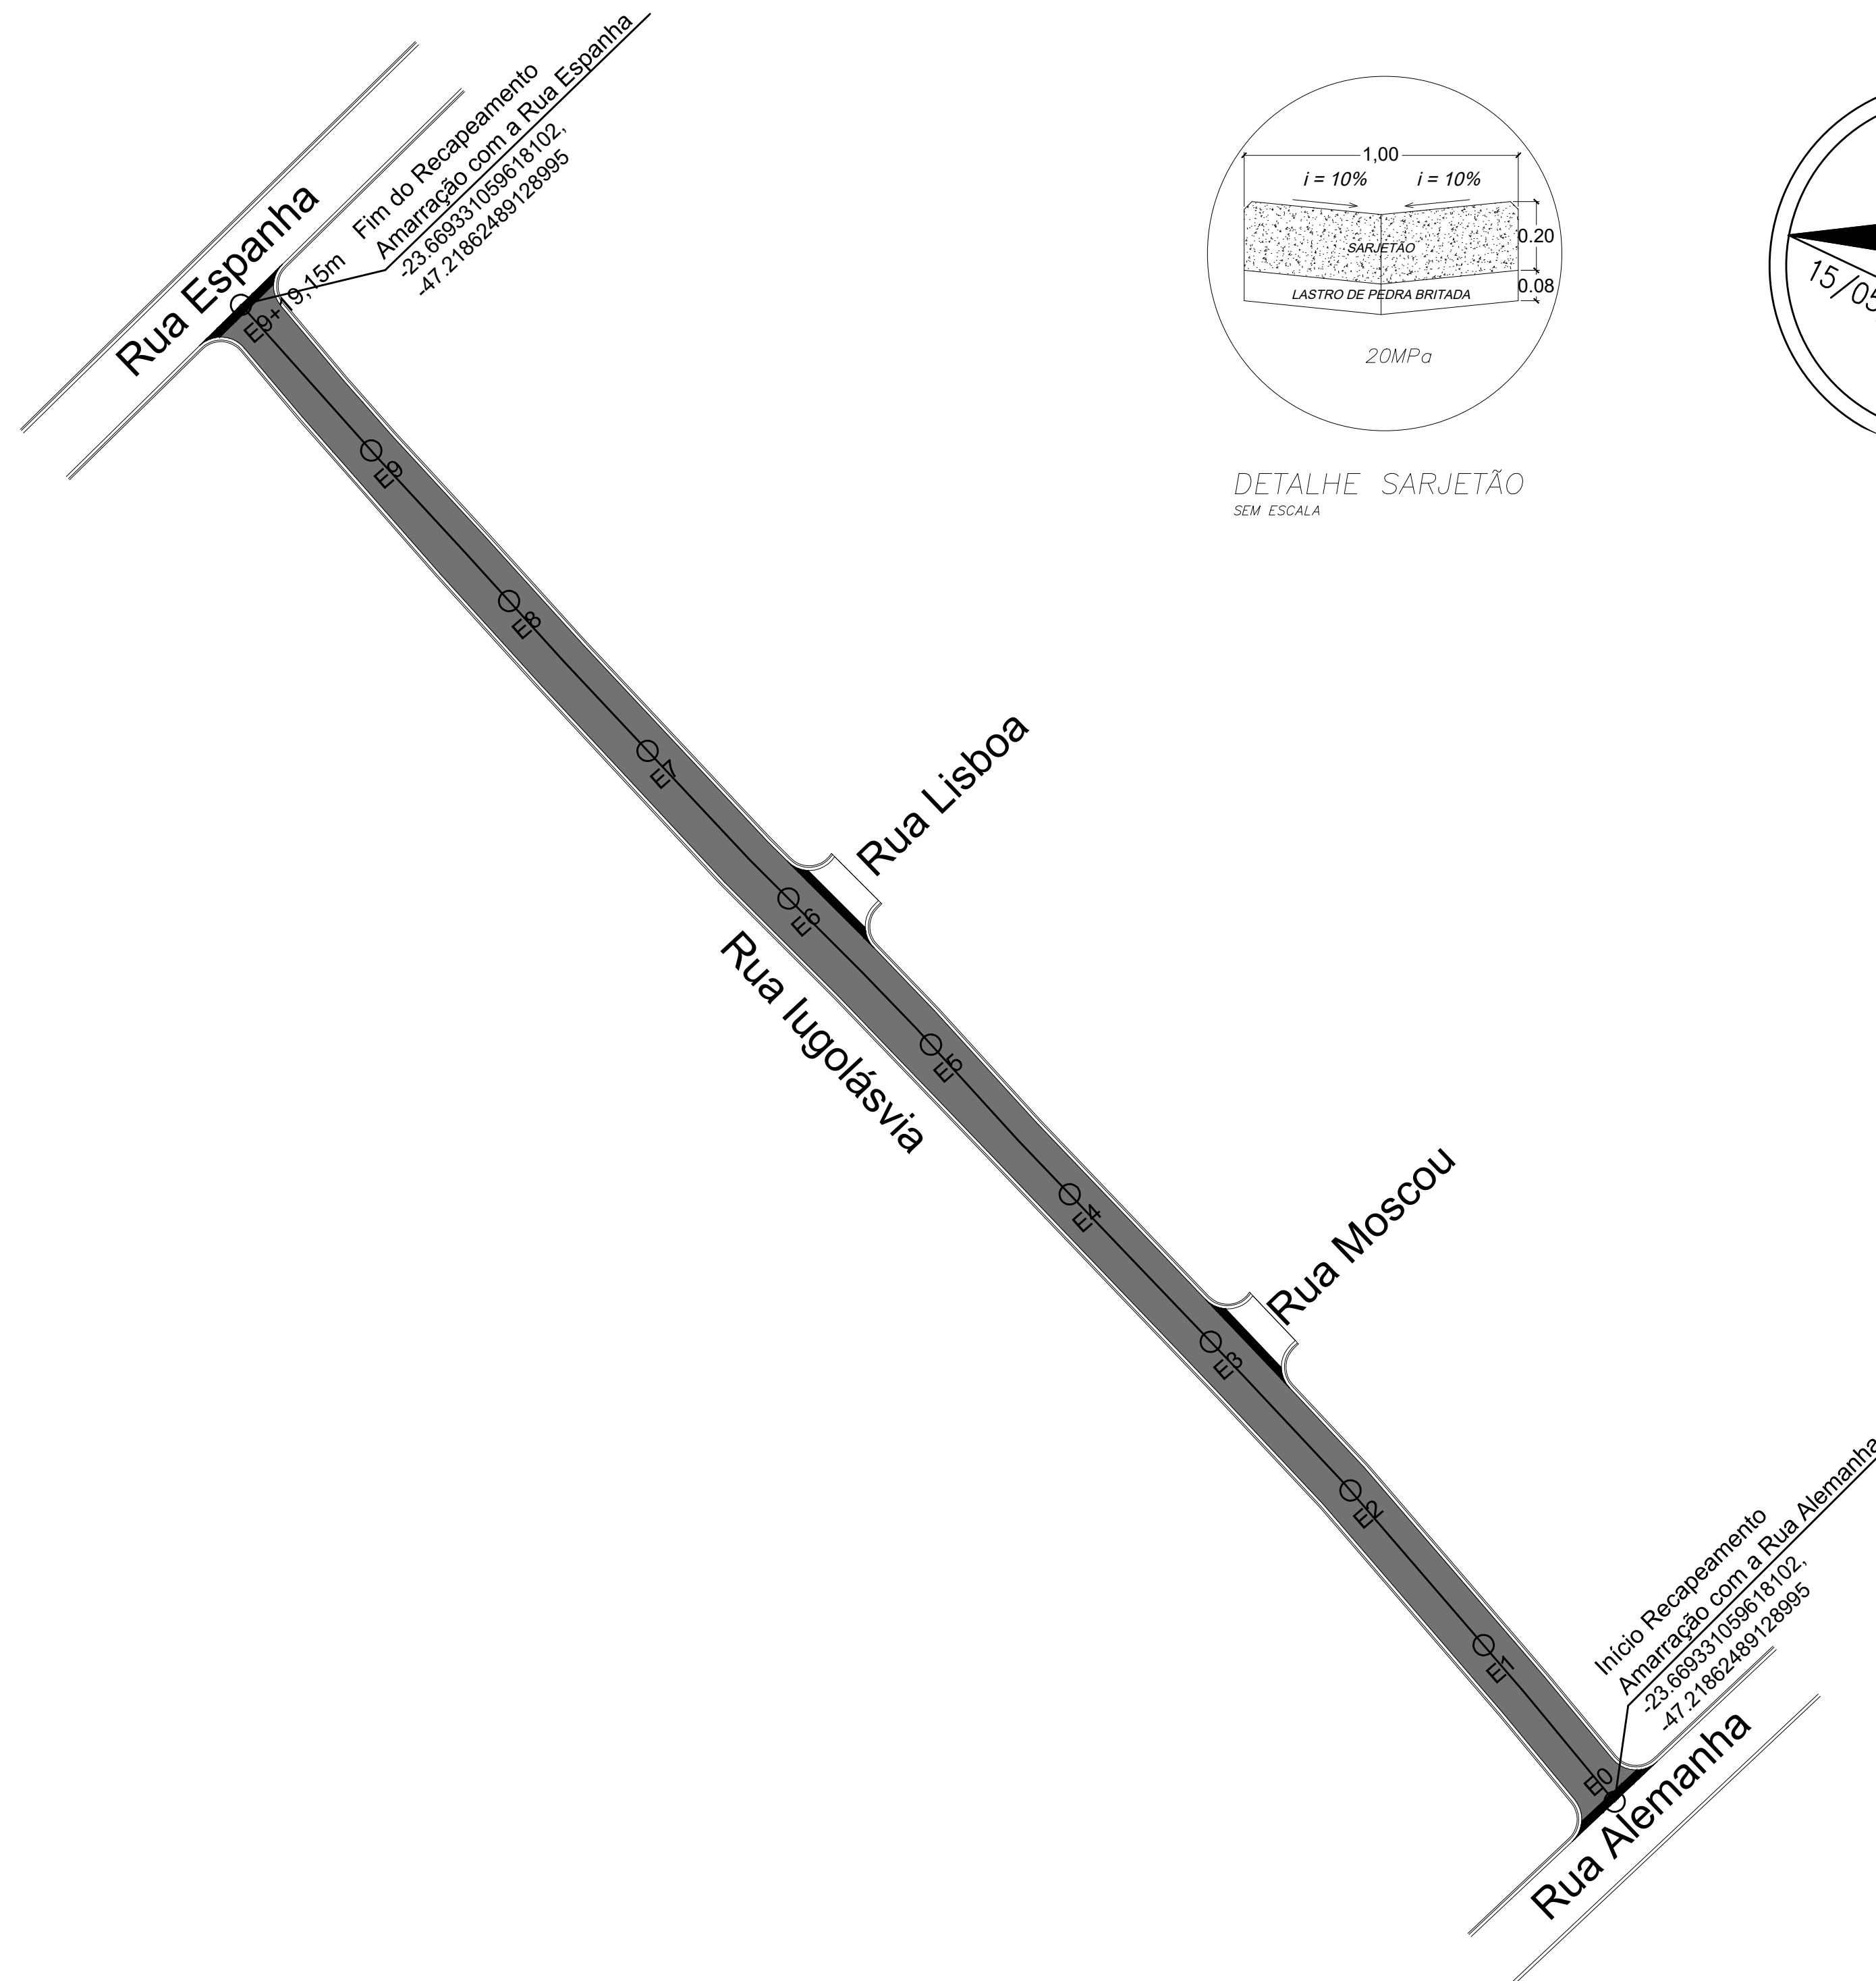 Fim do Recapeamento
Amarração com a Rua Espanha
-23.66933105961 8102,
-47.21862489128995
Rua Espanha
E9+19,15m
1,00
i = 10%
i = 10%
SARJETÃO
0.20
LASTRO DE PEDRA BRITADA
0.08
20MPa
DETALHE SARJETÃO
SEM ESCALA
E9
E8
E7
Rua Lisboa
E6
Rua Iugolásvia
E5
E4
Rua Moscou
E3
E2
Início Recapeamento
Amarração com a Rua Alemanha
-23.669331059618102,
-47.21862489128995
E1
E0
Rua Alemanha